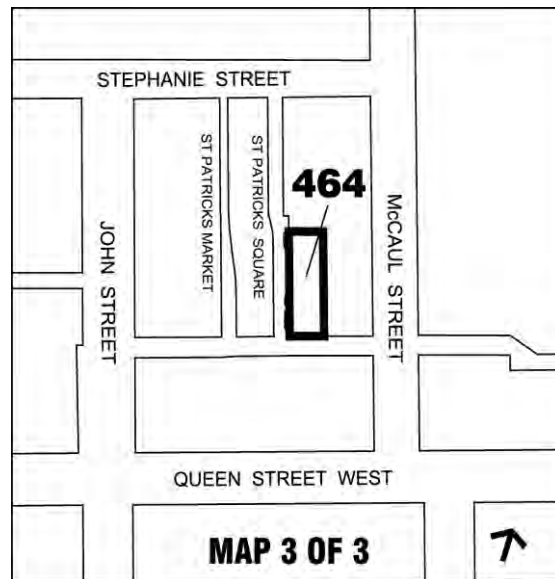 STEPHANIE STREET
ST PATRICKS MARKET
ST PATRICKS SQUARE
464
McCAUL STREET
JOHN STREET
QUEEN STREET WEST
MAP 3 OF 3